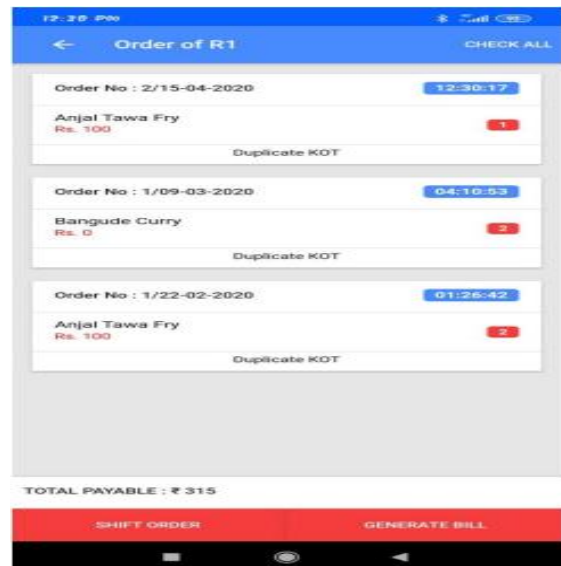 Order of R1
CHECK ALL
Order No : 2/15-04-2020
12:30:17
Anjal Tawa Fry
Rs. 100
1
Duplicate KOT
Order No : 1/09-03-2020
04:10:53
Bangude Curry
Rs. 0
2
Duplicate KOT
Order No : 1/22-02-2020
01:26:42
Anjal Tawa Fry
Rs. 100
2
Duplicate KOT
TOTAL PAYABLE : ₹ 315
SHIFT ORDER
GENERATE BILL